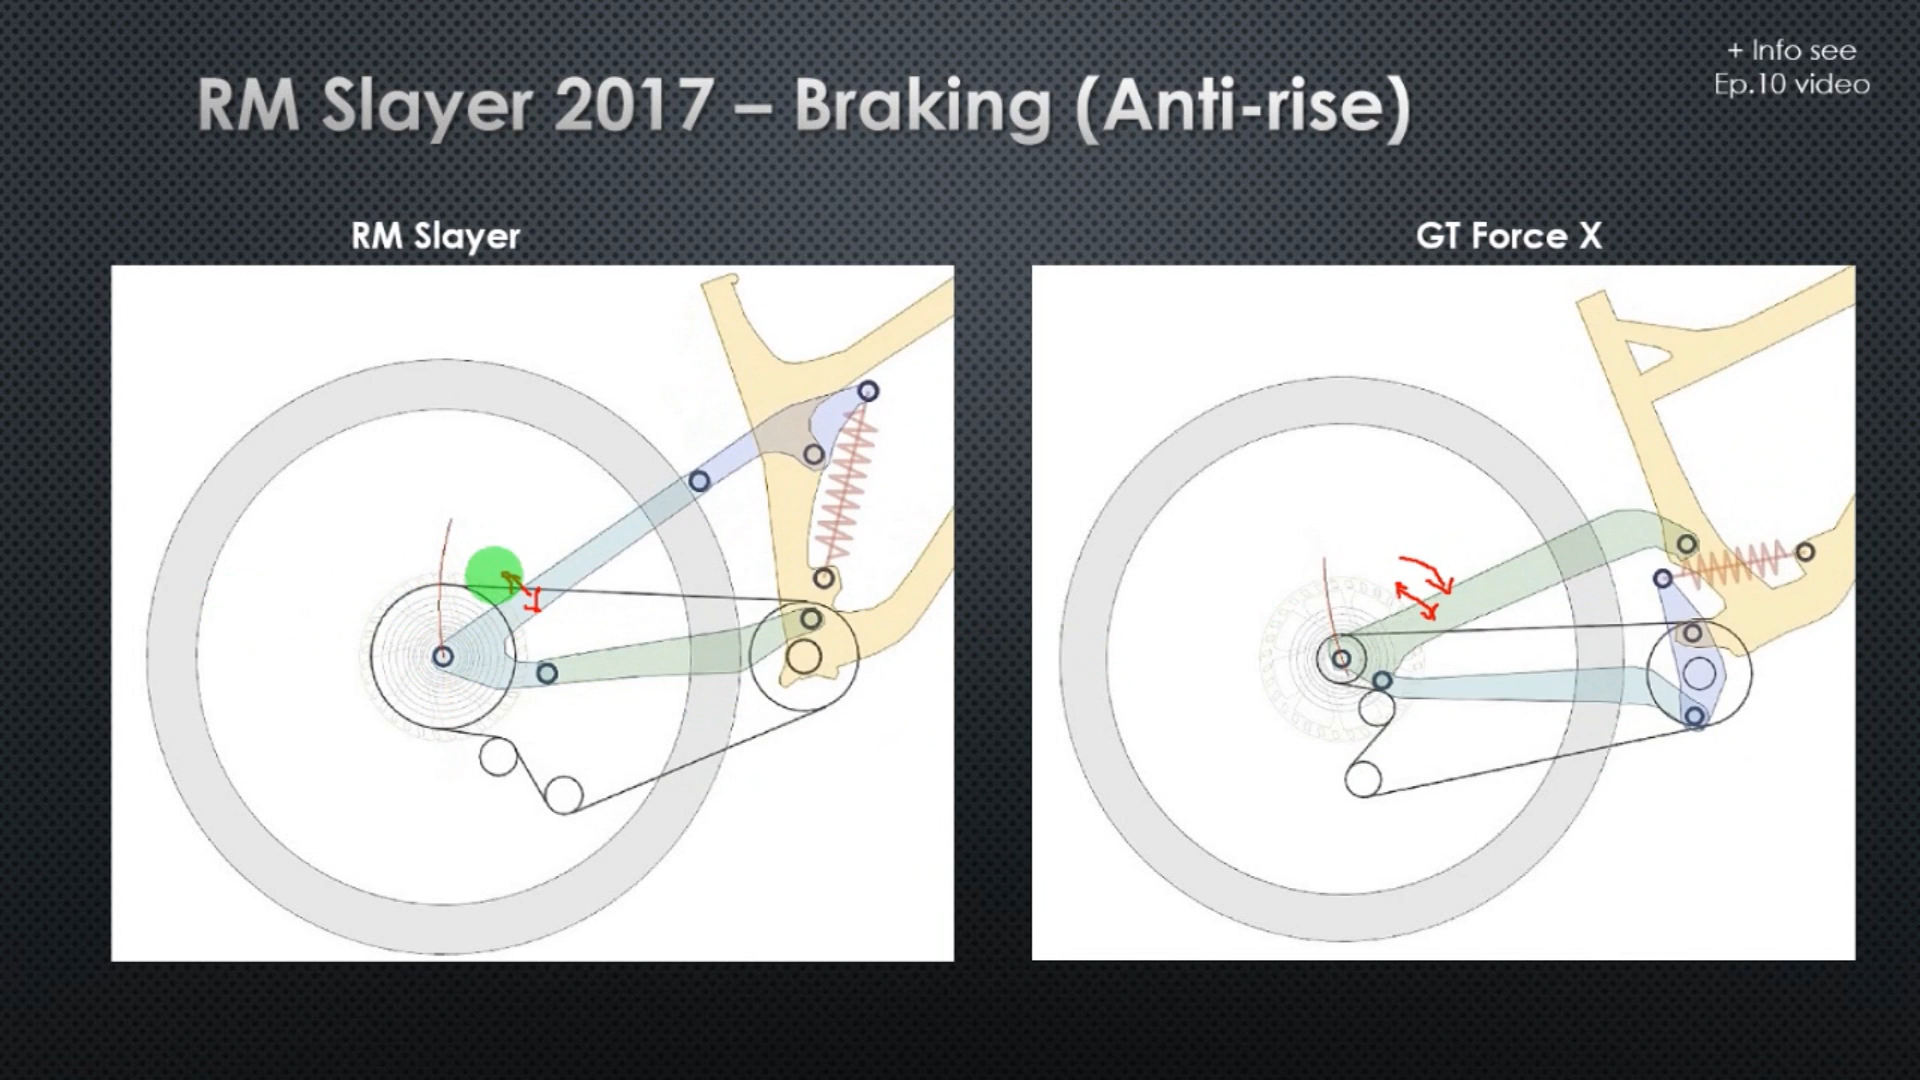 + Info see
Ep.10 video
RM Slayer 2017 – Braking (Anti-rise)
RM Slayer
GT Force X